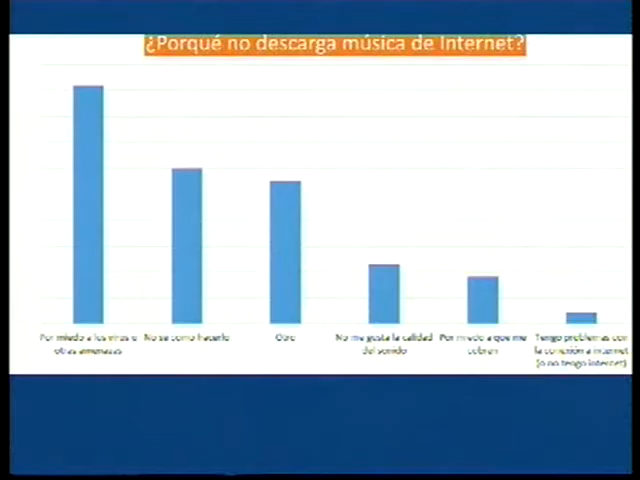 ¿Porqué no descarga música de Internet?
Por miedo a los virus u
otras amenazas
No se como hacerlo
Otro
No me gusta la calidad
del sonido
Por miedo a que me
cobren
Tengo problemas con
la conexión a internet
(o no tengo internet)